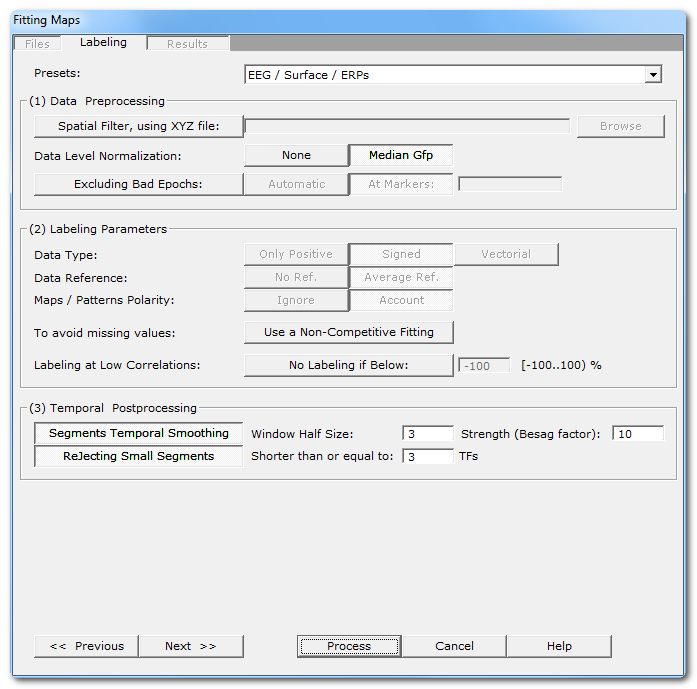 Fitting Maps
Files Labeling Results
Presets: EEG / Surface / ERPs
(1) Data Preprocessing
Spatial Filter, using XYZ file: Browse
Data Level Normalization: None Median Gfp
Excluding Bad Epochs: Automatic At Markers:
(2) Labeling Parameters
Data Type: Only Positive Signed Vectorial
Data Reference: No Ref. Average Ref.
Maps / Patterns Polarity: Ignore Account
To avoid missing values: Use a Non-Competitive Fitting
Labeling at Low Correlations: No Labeling if Below: -100 [-100..100) %
(3) Temporal Postprocessing
Segments Temporal Smoothing Window Half Size: 3 Strength (Besag factor): 10
ReJecting Small Segments Shorter than or equal to: 3 TFs
<< Previous Next >> Process Cancel Help